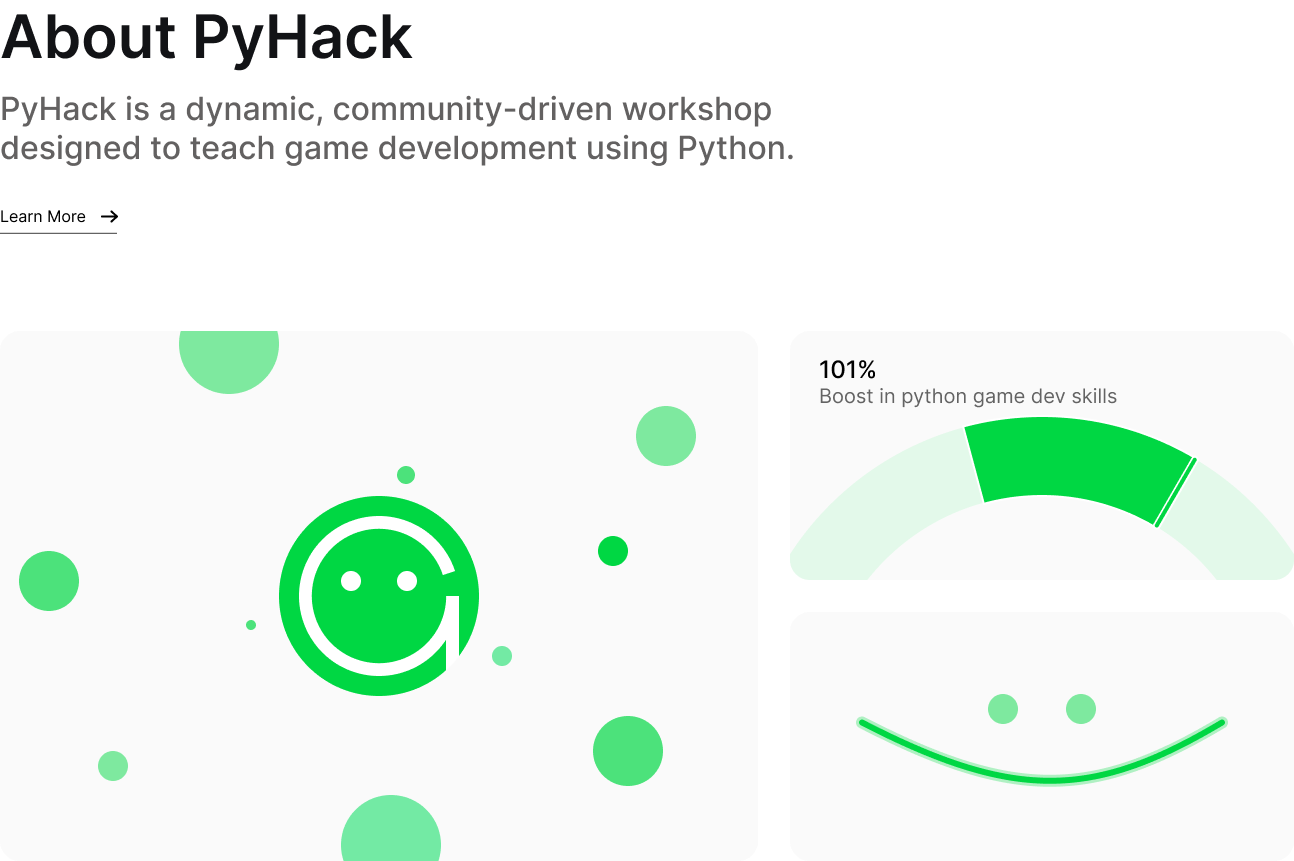 About PyHack
PyHack is a dynamic, community-driven workshop
designed to teach game development using Python.
Learn More
101%
Boost in python game dev skills